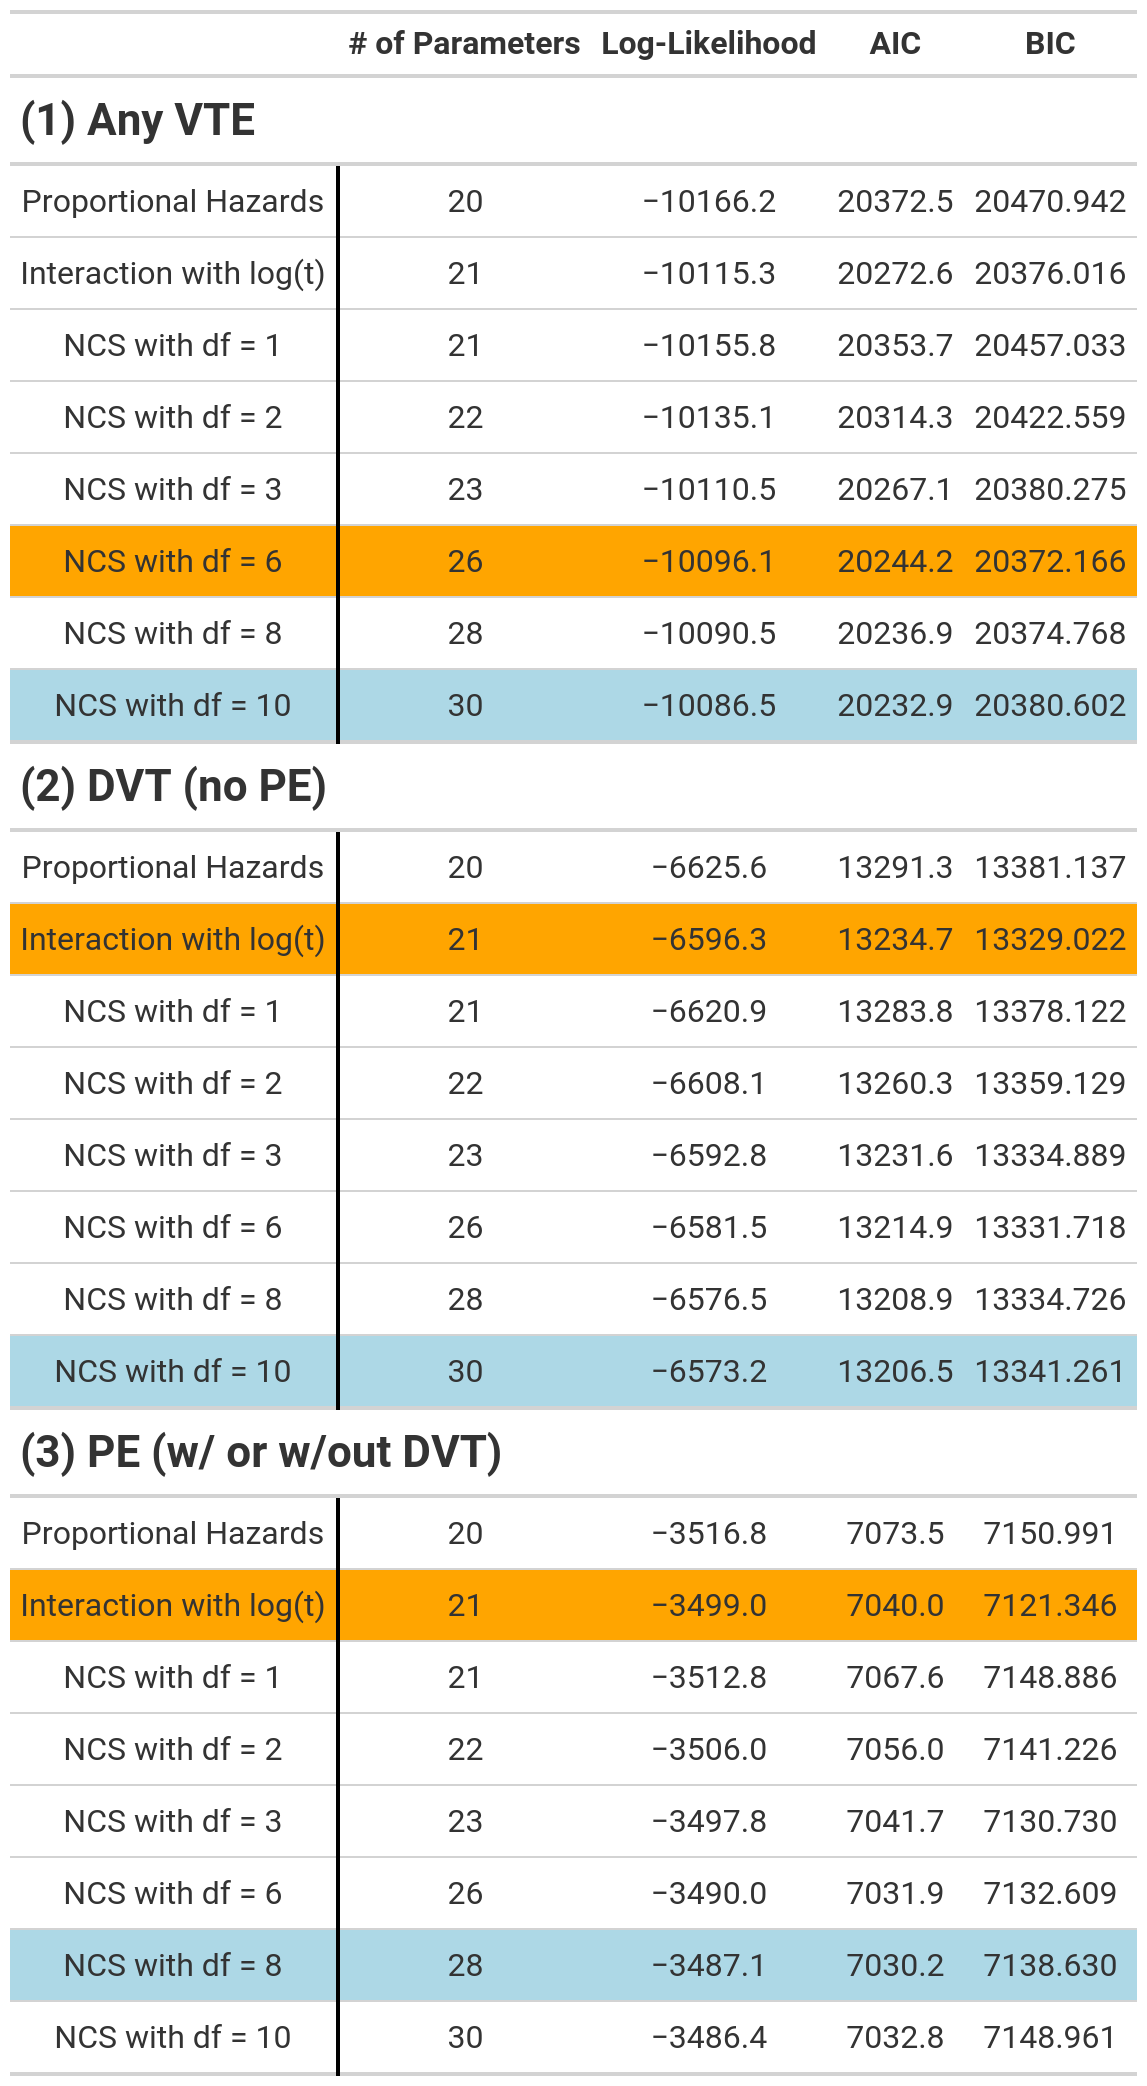 # of Parameters Log-Likelihood AIC BIC
(1) Any VTE
Proportional Hazards 20 −10166.2 20372.5 20470.942
Interaction with log(t) 21 −10115.3 20272.6 20376.016
NCS with df = 1 21 −10155.8 20353.7 20457.033
NCS with df = 2 22 −10135.1 20314.3 20422.559
NCS with df = 3 23 −10110.5 20267.1 20380.275
NCS with df = 6 26 −10096.1 20244.2 20372.166
NCS with df = 8 28 −10090.5 20236.9 20374.768
NCS with df = 10 30 −10086.5 20232.9 20380.602
(2) DVT (no PE)
Proportional Hazards 20 −6625.6 13291.3 13381.137
Interaction with log(t) 21 −6596.3 13234.7 13329.022
NCS with df = 1 21 −6620.9 13283.8 13378.122
NCS with df = 2 22 −6608.1 13260.3 13359.129
NCS with df = 3 23 −6592.8 13231.6 13334.889
NCS with df = 6 26 −6581.5 13214.9 13331.718
NCS with df = 8 28 −6576.5 13208.9 13334.726
NCS with df = 10 30 −6573.2 13206.5 13341.261
(3) PE (w/ or w/out DVT)
Proportional Hazards 20 −3516.8 7073.5 7150.991
Interaction with log(t) 21 −3499.0 7040.0 7121.346
NCS with df = 1 21 −3512.8 7067.6 7148.886
NCS with df = 2 22 −3506.0 7056.0 7141.226
NCS with df = 3 23 −3497.8 7041.7 7130.730
NCS with df = 6 26 −3490.0 7031.9 7132.609
NCS with df = 8 28 −3487.1 7030.2 7138.630
NCS with df = 10 30 −3486.4 7032.8 7148.961